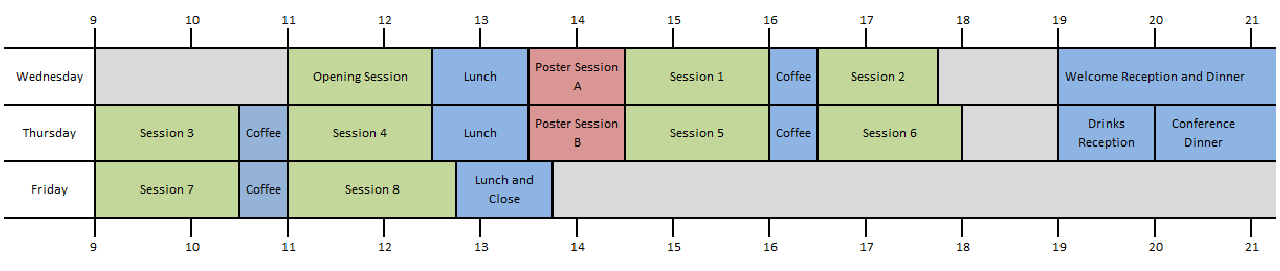 9 10 11 12 13 14 15 16 17 18 19 20 21
Wednesday Opening Session Lunch Poster Session A Session 1 Coffee Session 2 Welcome Reception and Dinner
Thursday Session 3 Coffee Session 4 Lunch Poster Session B Session 5 Coffee Session 6 Drinks Reception Conference Dinner
Friday Session 7 Coffee Session 8 Lunch and Close
9 10 11 12 13 14 15 16 17 18 19 20 21